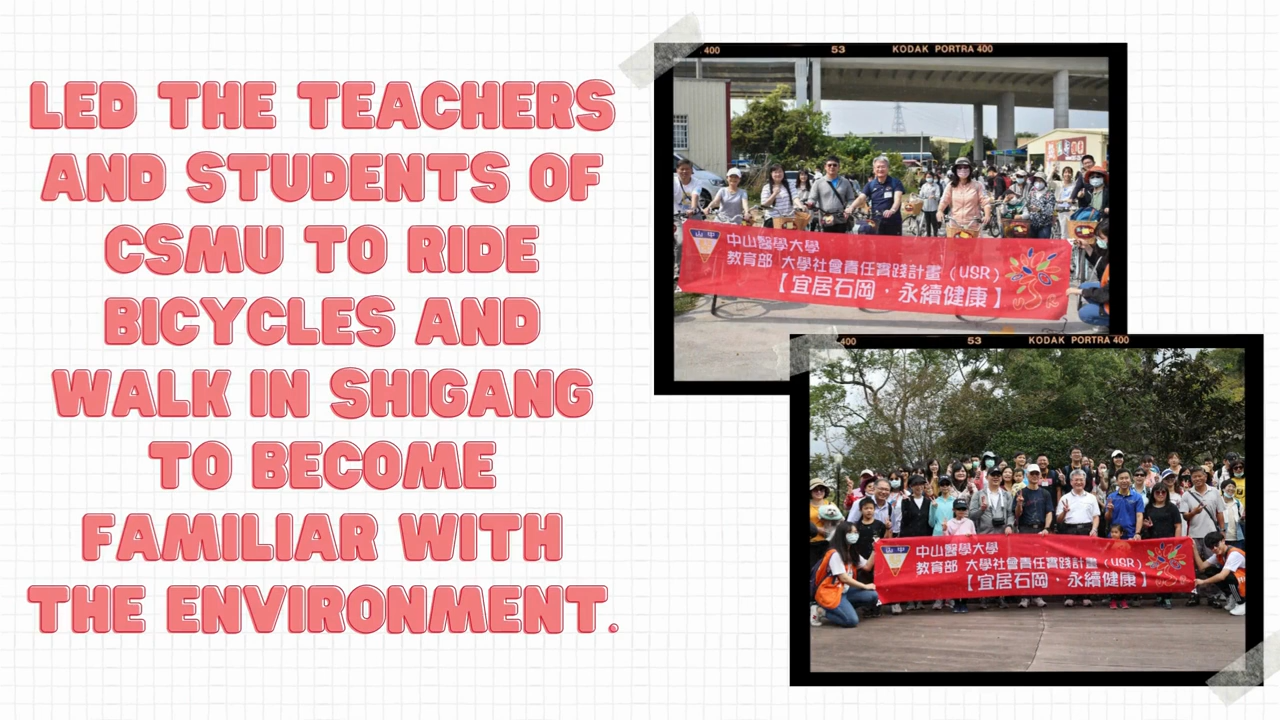 LED THE TEACHERS
AND STUDENTS OF
CSMU TO RIDE
BICYCLES AND
WALK IN SHIGANG
TO BECOME
FAMILIAR WITH
THE ENVIRONMENT.
400 53 KODAK PORTRA 400
中山醫學大學
教育部 大學社會責任實踐計畫（USR）
【宜居石岡．永續健康】
400 53 KODAK PORTRA 400
中山醫學大學
教育部 大學社會責任實踐計畫（USR）
【宜居石岡．永續健康】